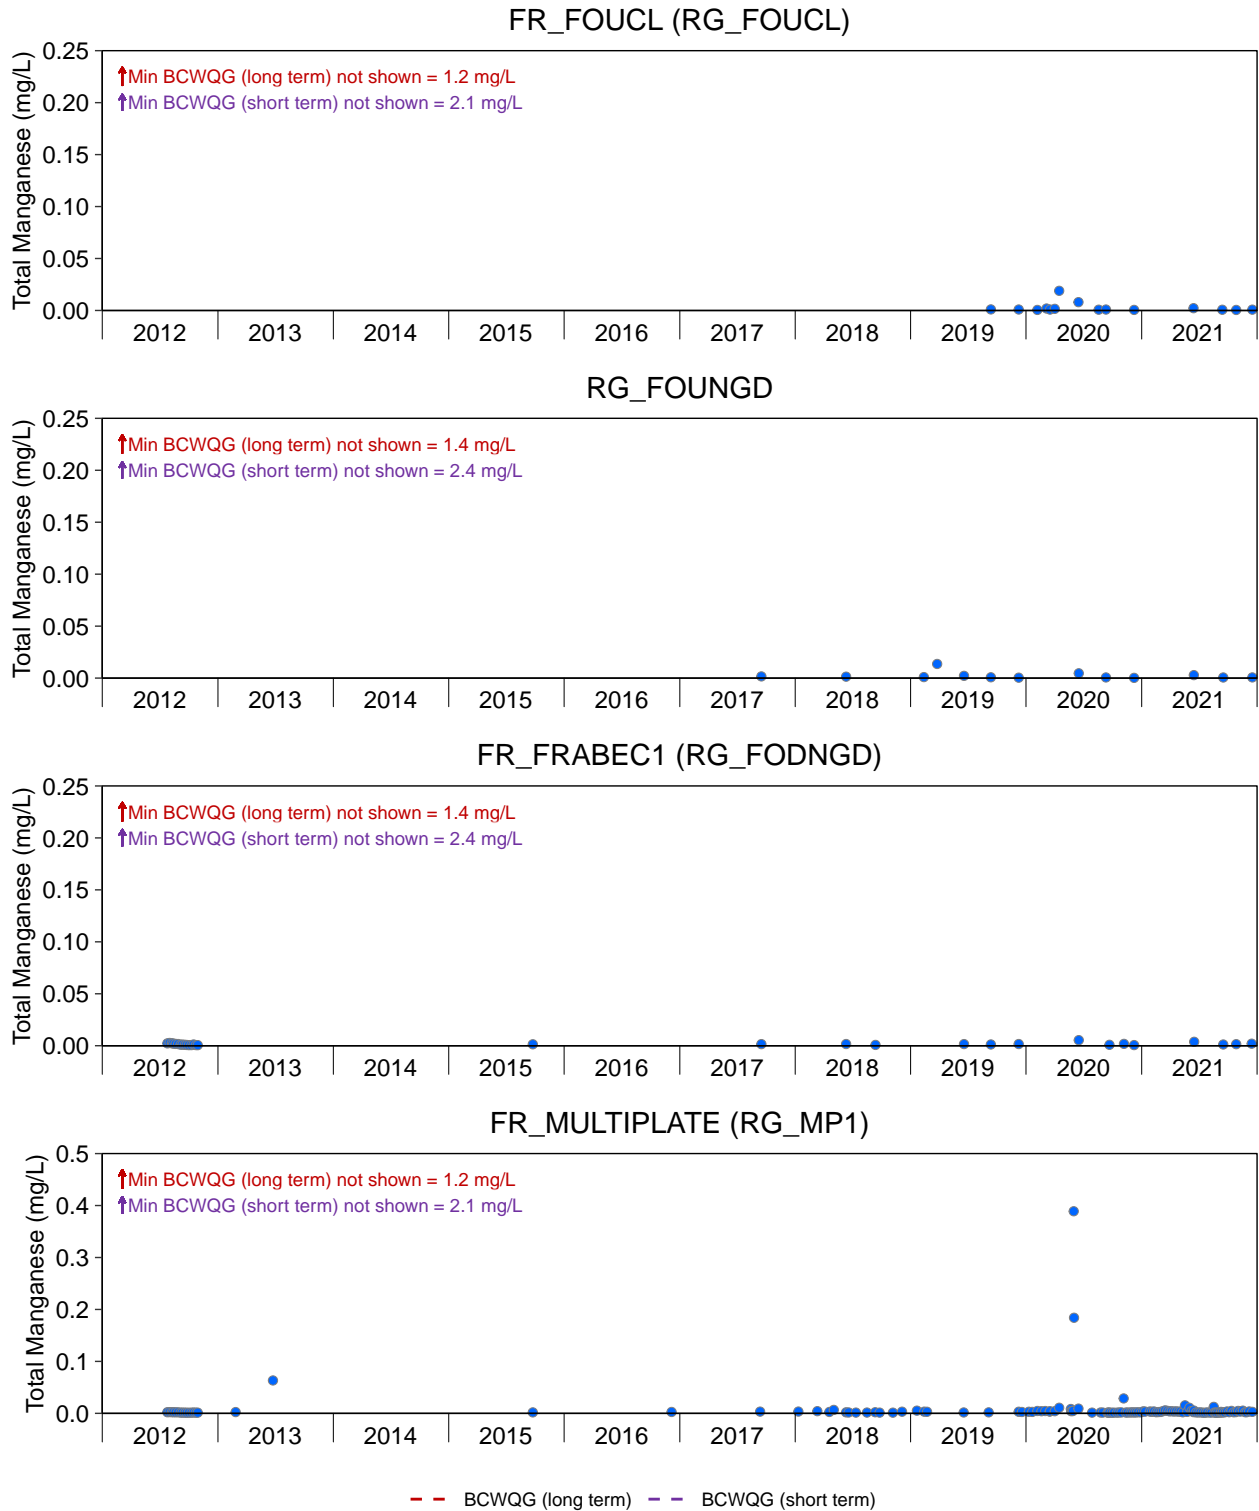 FR_FOUCL (RG_FOUCL)
Total Manganese (mg/L)
0.25
0.20
0.15
0.10
0.05
0.00
Min BCWQG (long term) not shown = 1.2 mg/L
Min BCWQG (short term) not shown = 2.1 mg/L
2012 2013 2014 2015 2016 2017 2018 2019 2020 2021
RG_FOUNGD
Total Manganese (mg/L)
0.25
0.20
0.15
0.10
0.05
0.00
Min BCWQG (long term) not shown = 1.4 mg/L
Min BCWQG (short term) not shown = 2.4 mg/L
2012 2013 2014 2015 2016 2017 2018 2019 2020 2021
FR_FRABEC1 (RG_FODNGD)
Total Manganese (mg/L)
0.25
0.20
0.15
0.10
0.05
0.00
Min BCWQG (long term) not shown = 1.4 mg/L
Min BCWQG (short term) not shown = 2.4 mg/L
2012 2013 2014 2015 2016 2017 2018 2019 2020 2021
FR_MULTIPLATE (RG_MP1)
Total Manganese (mg/L)
0.5
0.4
0.3
0.2
0.1
0.0
Min BCWQG (long term) not shown = 1.2 mg/L
Min BCWQG (short term) not shown = 2.1 mg/L
2012 2013 2014 2015 2016 2017 2018 2019 2020 2021
BCWQG (long term) BCWQG (short term)